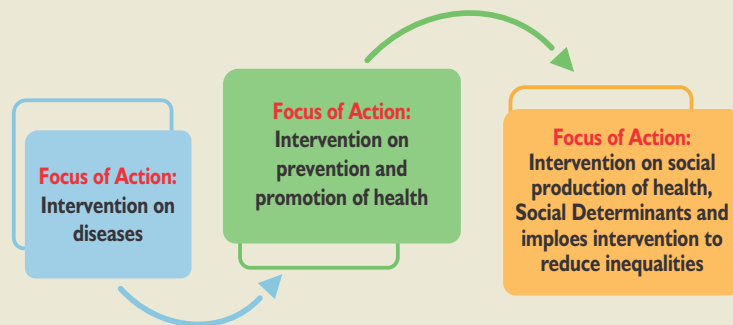 Focus of Action:
Intervention on
diseases
Focus of Action:
Intervention on
prevention and
promotion of health
Focus of Action:
Intervention on social
production of health,
Social Determinants and
imploes intervention to
reduce inequalities